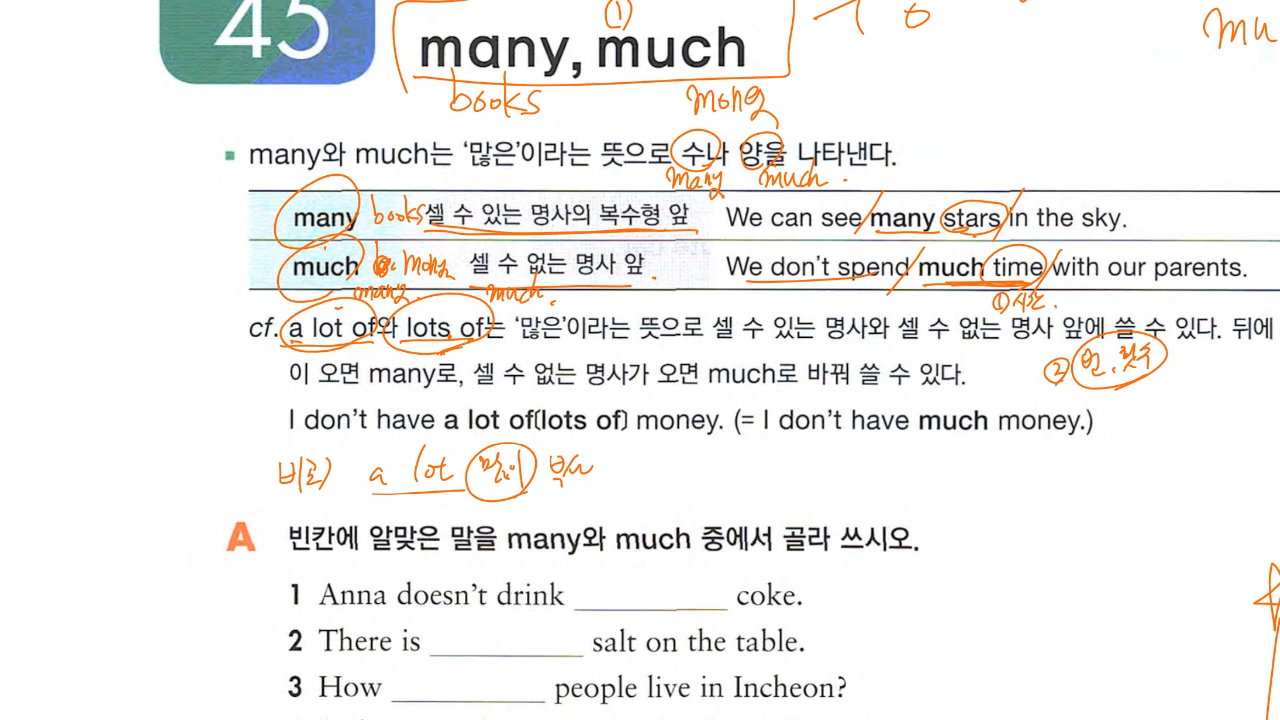 45
①
many, much
mu
books
many와 much는 '많은'이라는 뜻으로 수나 양을 나타낸다.
many
much.
many books 셀 수 있는 명사의 복수형 앞 We can see many stars in the sky.
much 셀 수 없는 명사 앞 We don't spend much time with our parents.
many.
much.
①시간.
cf. a lot of와 lots of는 '많은'이라는 뜻으로 셀 수 있는 명사와 셀 수 없는 명사 앞에 쓸 수 있다. 뒤에
②
이 오면 many로, 셀 수 없는 명사가 오면 much로 바꿔 쓸 수 있다.
I don't have a lot of(lots of) money. (= I don't have much money.)
비교) a lot 많이 부사
A 빈칸에 알맞은 말을 many와 much 중에서 골라 쓰시오.
1 Anna doesn't drink ________ coke.
2 There is ________ salt on the table.
3 How ________ people live in Incheon?